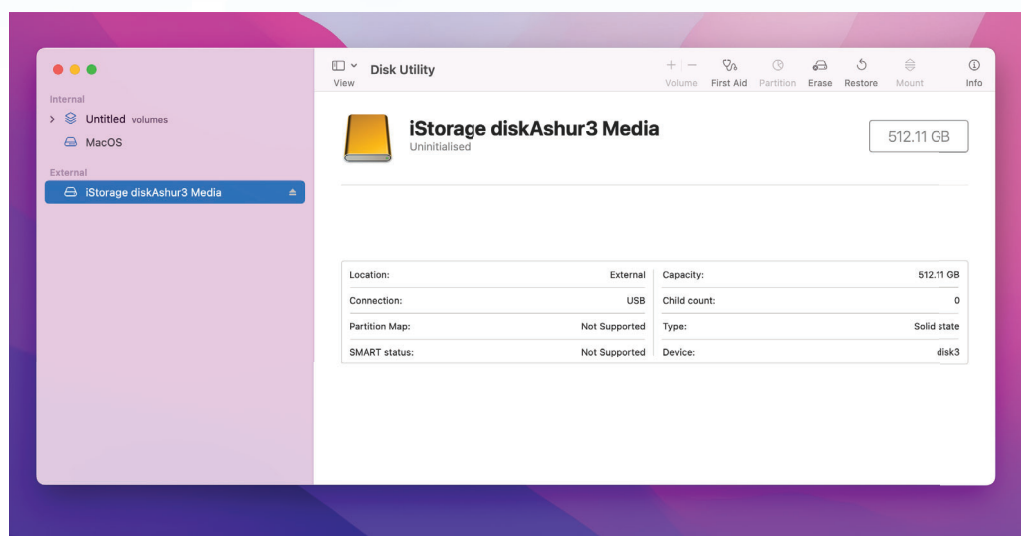 Disk Utility
View
Volume First Aid Partition Erase Restore Mount Info
Internal
Untitled volumes
MacOS
External
iStorage diskAshur3 Media
iStorage diskAshur3 Media
Uninitialised
512.11 GB
Location: External
Capacity: 512.11 GB
Connection: USB
Child count: 0
Partition Map: Not Supported
Type: Solid state
SMART status: Not Supported
Device: disk3